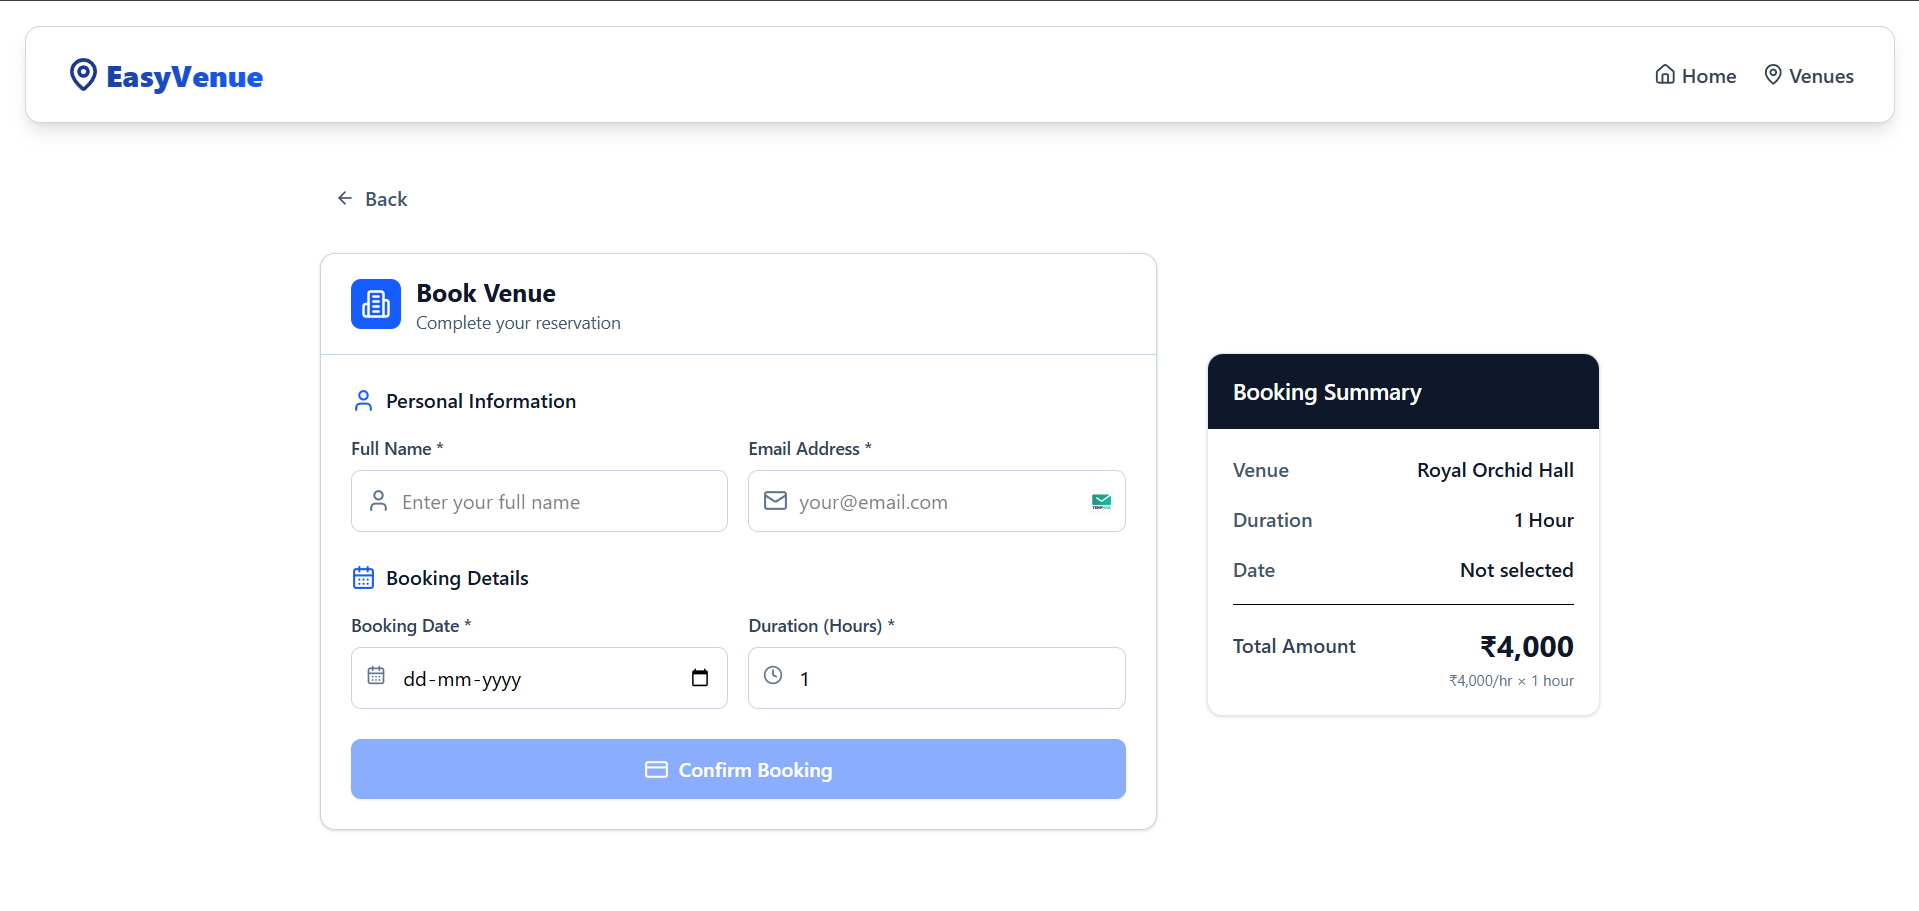 EasyVenue
Home
Venues
Back
Book Venue
Complete your reservation
Personal Information
Full Name *
Email Address *
Enter your full name
your@email.com
Booking Details
Booking Date *
Duration (Hours) *
dd-mm-yyyy
1
Confirm Booking
Booking Summary
Venue Royal Orchid Hall
Duration 1 Hour
Date Not selected
Total Amount ₹4,000
₹4,000/hr × 1 hour